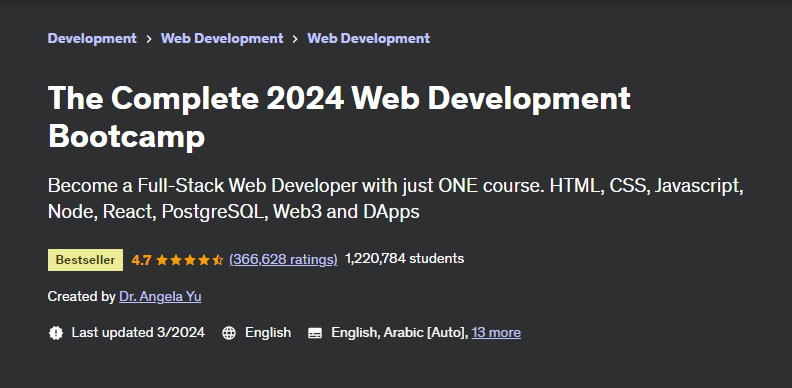 Development > Web Development > Web Development
The Complete 2024 Web Development
Bootcamp
Become a Full-Stack Web Developer with just ONE course. HTML, CSS, Javascript,
Node, React, PostgreSQL, Web3 and DApps
Bestseller 4.7 (366,628 ratings) 1,220,784 students
Created by Dr. Angela Yu
Last updated 3/2024 English English, Arabic [Auto], 13 more